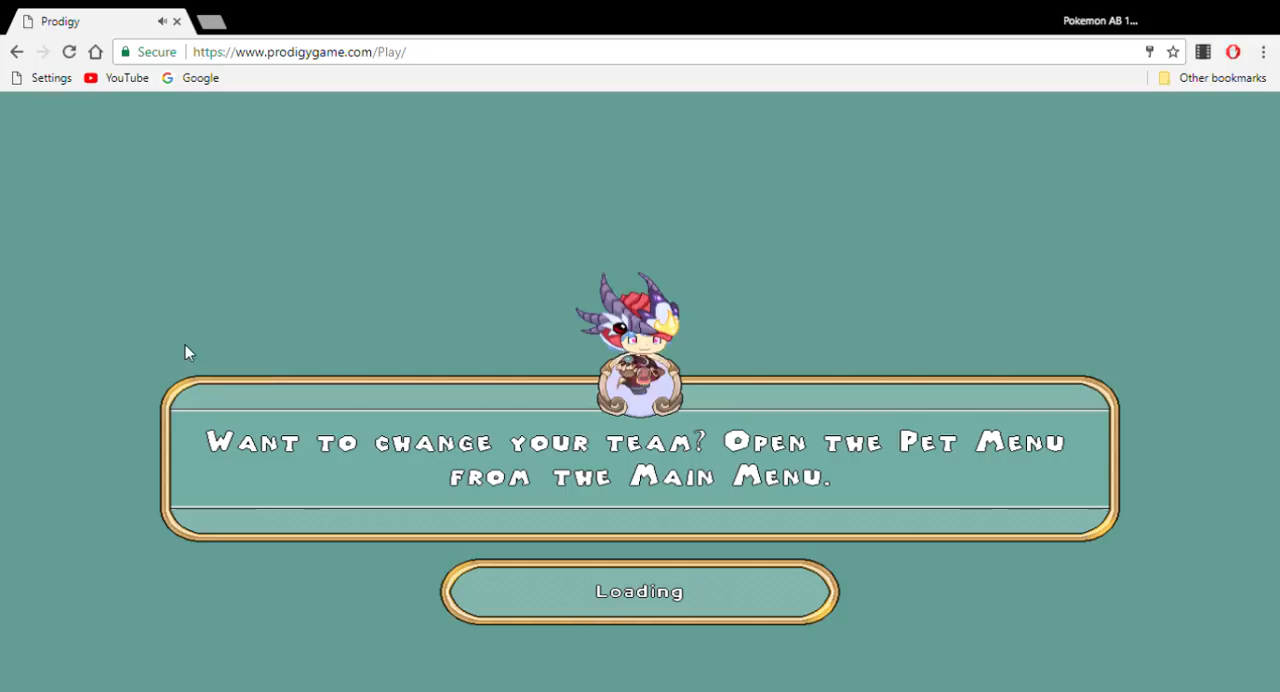 Prodigy
Pokemon AB 1...
Secure https://www.prodigygame.com/Play/
Settings YouTube Google Other bookmarks
Want to change your team? Open the Pet Menu
from the Main Menu.
Loading